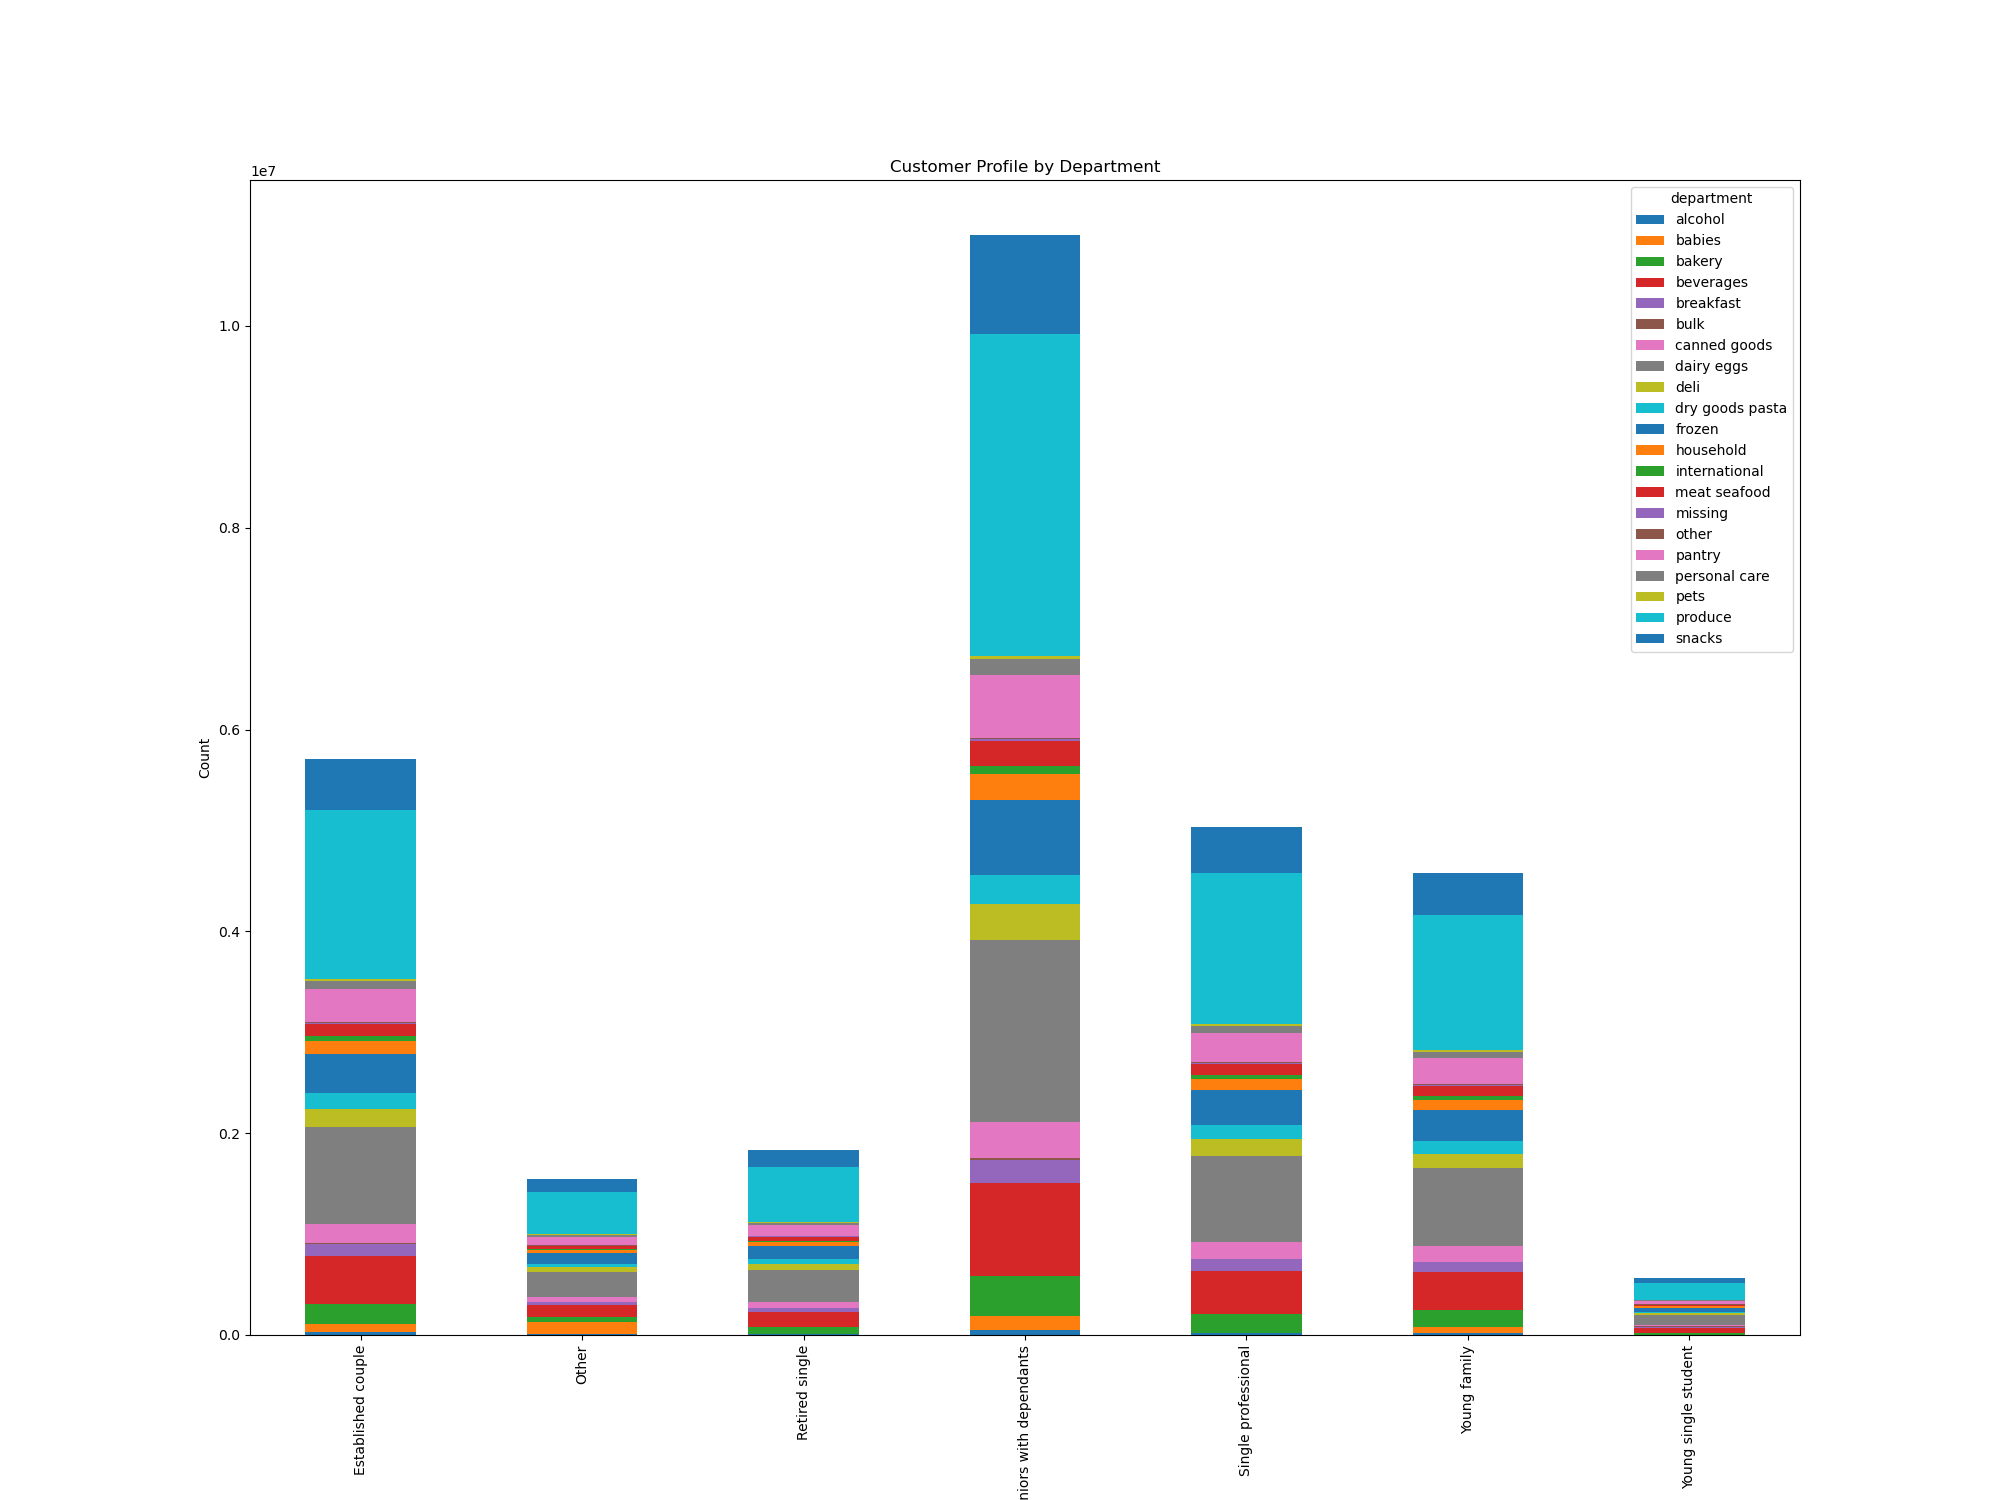 Customer Profile by Department
1e7
department
alcohol
babies
bakery
beverages
breakfast
bulk
canned goods
dairy eggs
deli
dry goods pasta
frozen
household
international
meat seafood
missing
other
pantry
personal care
pets
produce
snacks
1.0
0.8
0.6
0.4
0.2
0.0
Count
Established couple
Other
Retired single
niors with dependants
Single professional
Young family
Young single student